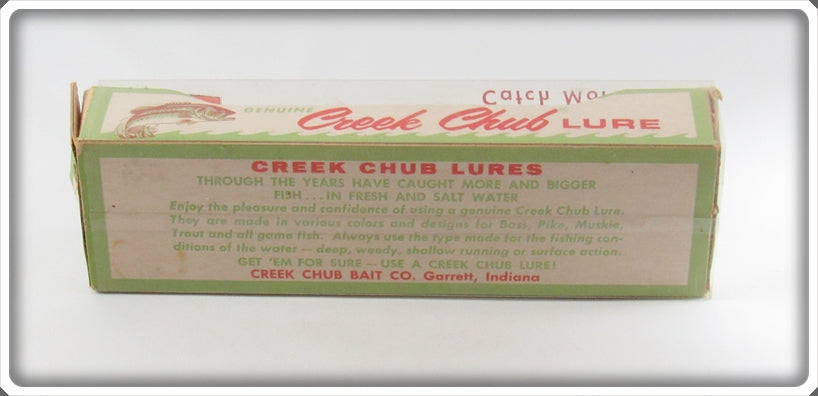 Catch
GENUINE Creek Chub LURE
CREEK CHUB LURES
THROUGH THE YEARS HAVE CAUGHT MORE AND BIGGER
FISH...IN FRESH AND SALT WATER
Enjoy the pleasure and confidence of using a genuine Creek Chub Lure.
They are made in various colors and designs for Bass, Pike, Muskie,
Trout and all game fish. Always use the type made for the fishing con-
ditions of the water — deep, weedy, shallow running or surface action.
GET 'EM FOR SURE — USE A CREEK CHUB LURE!
CREEK CHUB BAIT CO. Garrett, Indiana